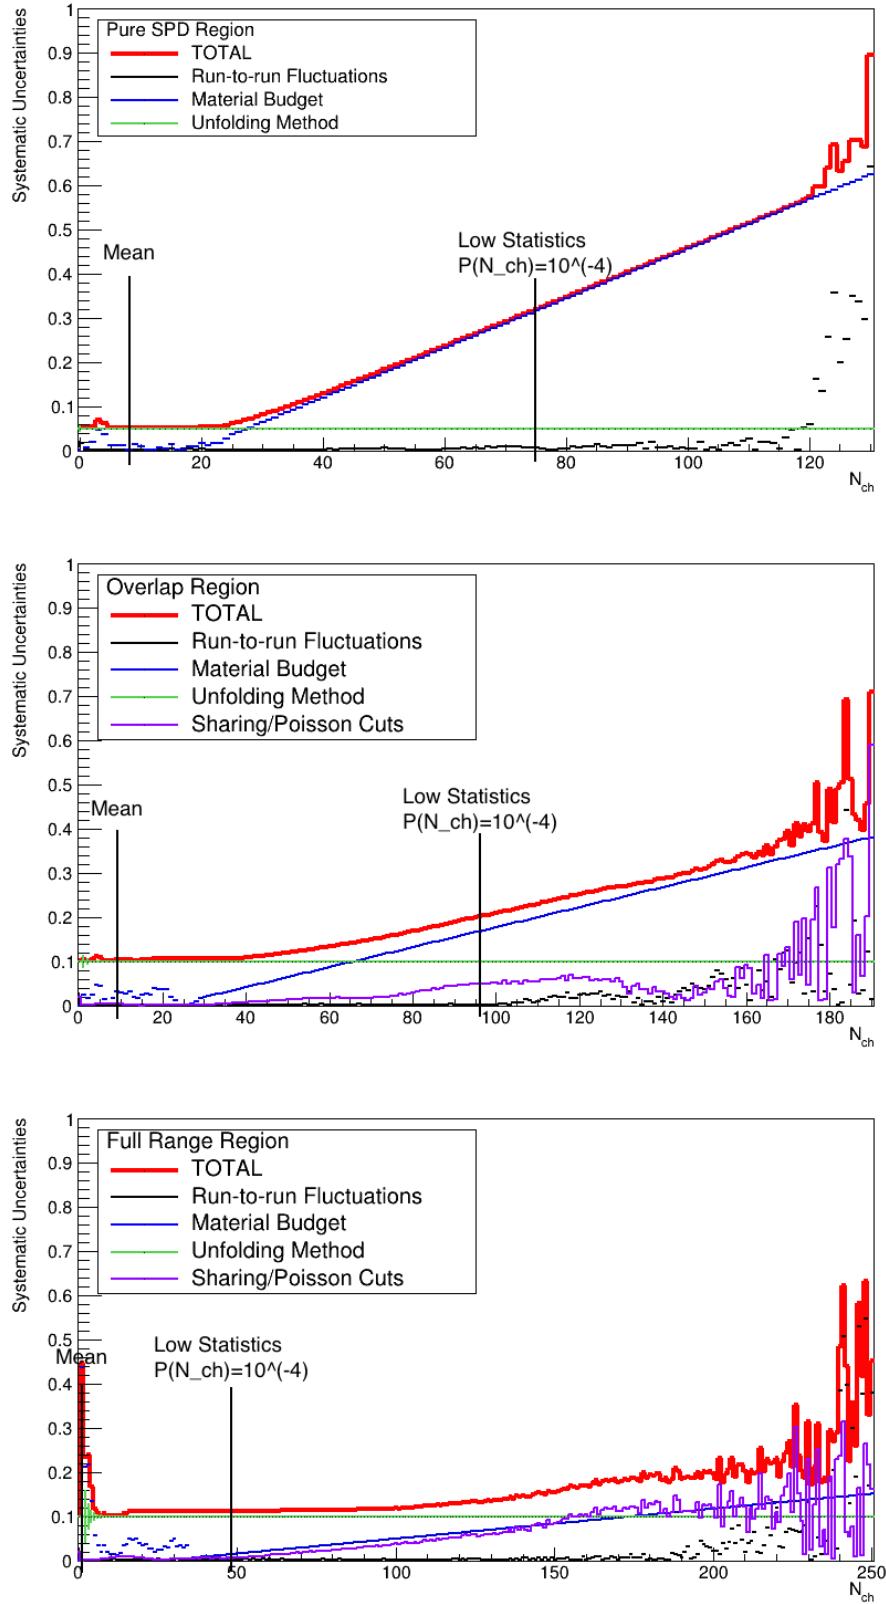 Systematic Uncertainties
1
0.9
0.8
0.7
0.6
0.5
0.4
0.3
0.2
0.1
0
Pure SPD Region
TOTAL
Run-to-run Fluctuations
Material Budget
Unfolding Method
Mean
Low Statistics
P(N_ch)=10^(-4)
0 20 40 60 80 100 120
N_ch
Systematic Uncertainties
1
0.9
0.8
0.7
0.6
0.5
0.4
0.3
0.2
0.1
0
Overlap Region
TOTAL
Run-to-run Fluctuations
Material Budget
Unfolding Method
Sharing/Poisson Cuts
Mean
Low Statistics
P(N_ch)=10^(-4)
0 20 40 60 80 100 120 140 160 180
N_ch
Systematic Uncertainties
1
0.9
0.8
0.7
0.6
0.5
0.4
0.3
0.2
0.1
0
Full Range Region
TOTAL
Run-to-run Fluctuations
Material Budget
Unfolding Method
Sharing/Poisson Cuts
Mean
Low Statistics
P(N_ch)=10^(-4)
0 50 100 150 200 250
N_ch